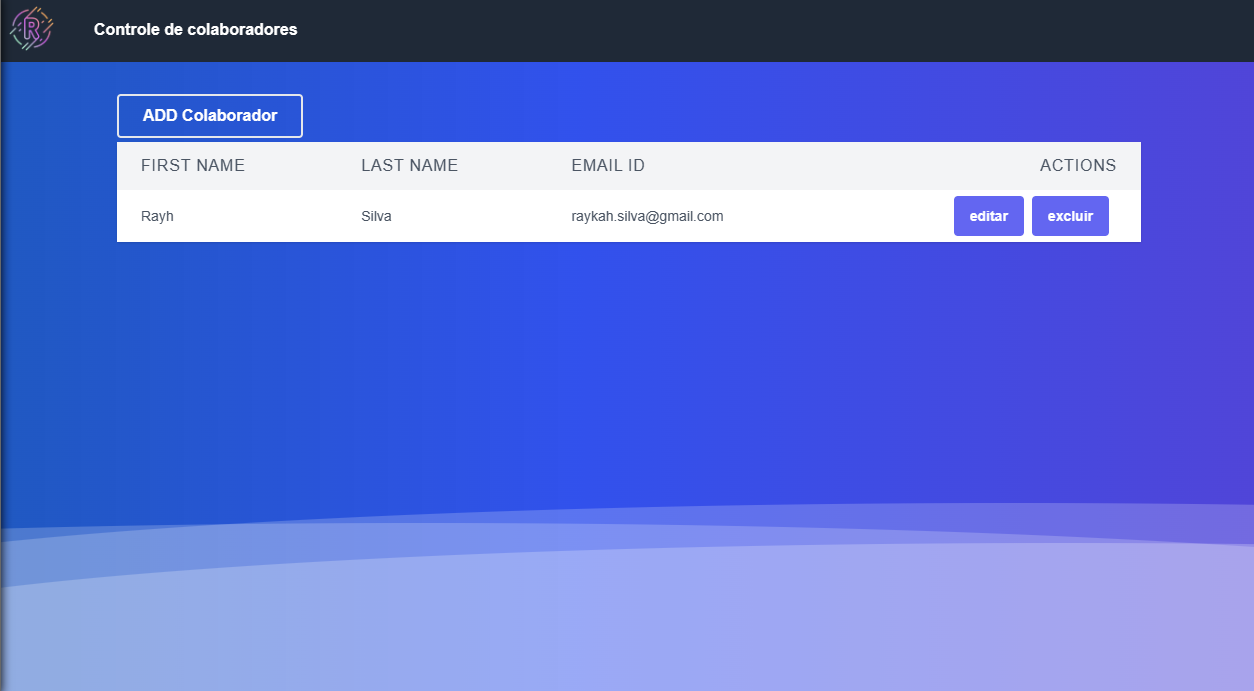 R
Controle de colaboradores
ADD Colaborador
FIRST NAME LAST NAME EMAIL ID ACTIONS
Rayh Silva raykah.silva@gmail.com editar excluir